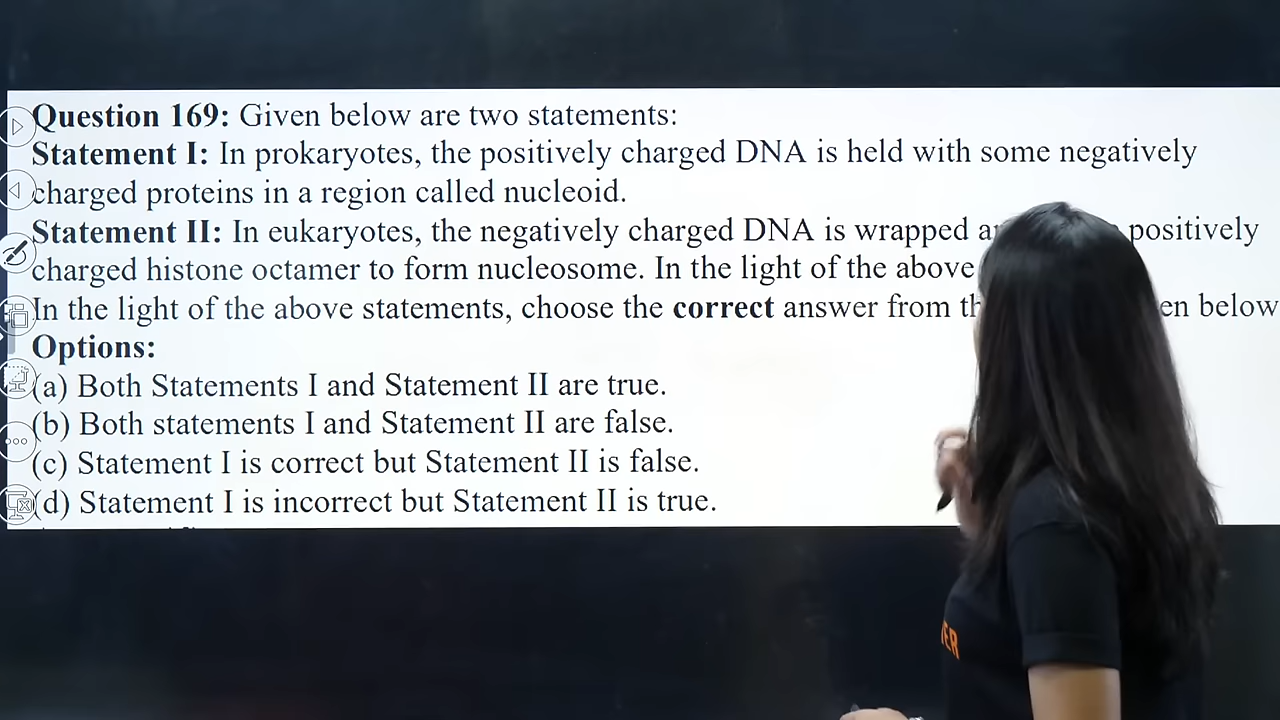 Question 169: Given below are two statements:
Statement I: In prokaryotes, the positively charged DNA is held with some negatively
charged proteins in a region called nucleoid.
Statement II: In eukaryotes, the negatively charged DNA is wrapped positively
charged histone octamer to form nucleosome. In the light of the above
In the light of the above statements, choose the correct answer from below
Options:
(a) Both Statements I and Statement II are true.
(b) Both statements I and Statement II are false.
(c) Statement I is correct but Statement II is false.
(d) Statement I is incorrect but Statement II is true.